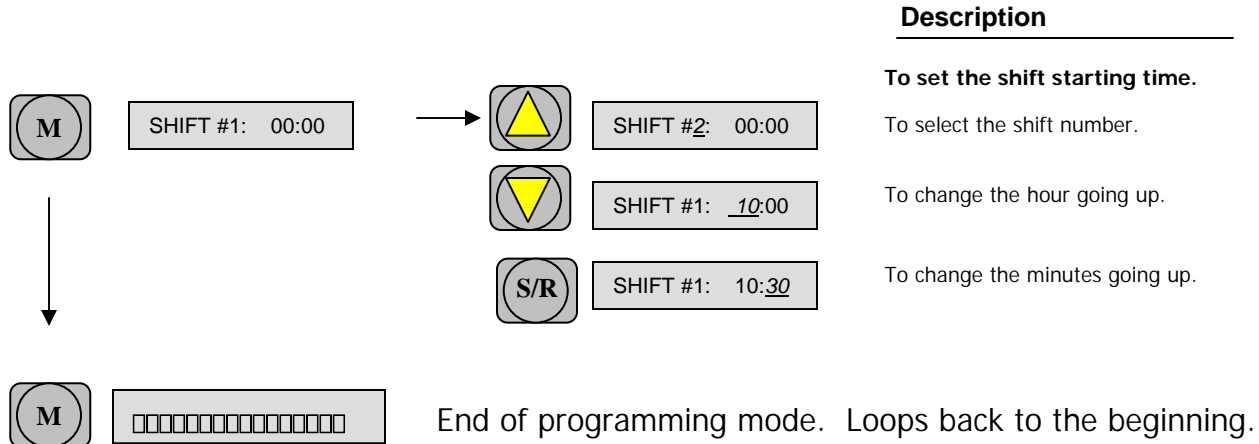 Description
To set the shift starting time.
M SHIFT #1: 00:00 SHIFT #2: 00:00 To select the shift number.
SHIFT #1: 10:00 To change the hour going up.
S/R SHIFT #1: 10:30 To change the minutes going up.
M End of programming mode. Loops back to the beginning.